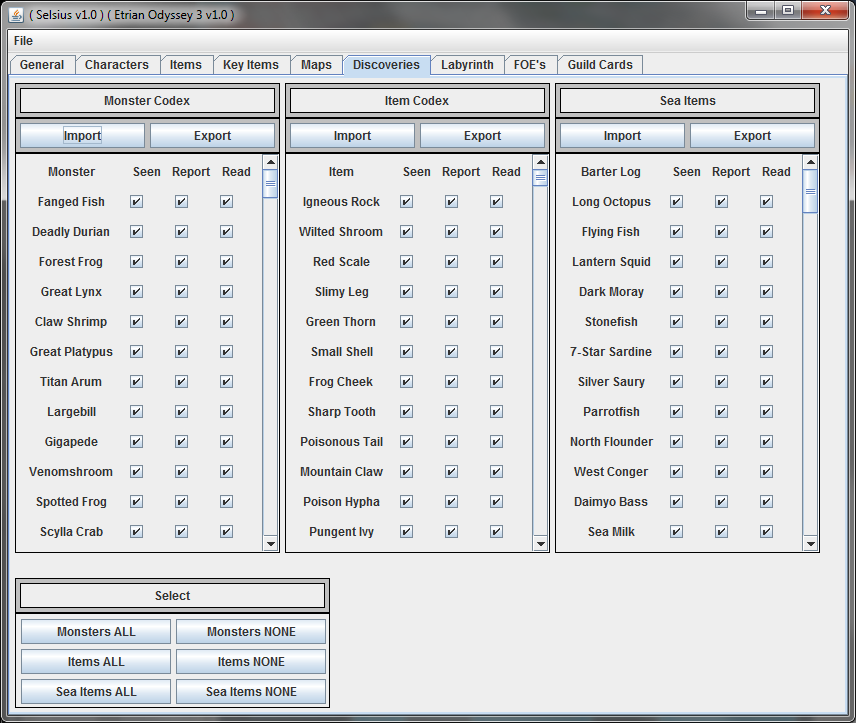 ( Selsius v1.0 ) ( Etrian Odyssey 3 v1.0 )
File
General Characters Items Key Items Maps Discoveries Labyrinth FOE's Guild Cards
Monster Codex
Import Export
Monster Seen Report Read
Fanged Fish
Deadly Durian
Forest Frog
Great Lynx
Claw Shrimp
Great Platypus
Titan Arum
Largebill
Gigapede
Venomshroom
Spotted Frog
Scylla Crab
Item Codex
Import Export
Item Seen Report Read
Igneous Rock
Wilted Shroom
Red Scale
Slimy Leg
Green Thorn
Small Shell
Frog Cheek
Sharp Tooth
Poisonous Tail
Mountain Claw
Poison Hypha
Pungent Ivy
Sea Items
Import Export
Barter Log Seen Report Read
Long Octopus
Flying Fish
Lantern Squid
Dark Moray
Stonefish
7-Star Sardine
Silver Saury
Parrotfish
North Flounder
West Conger
Daimyo Bass
Sea Milk
Select
Monsters ALL Monsters NONE
Items ALL Items NONE
Sea Items ALL Sea Items NONE